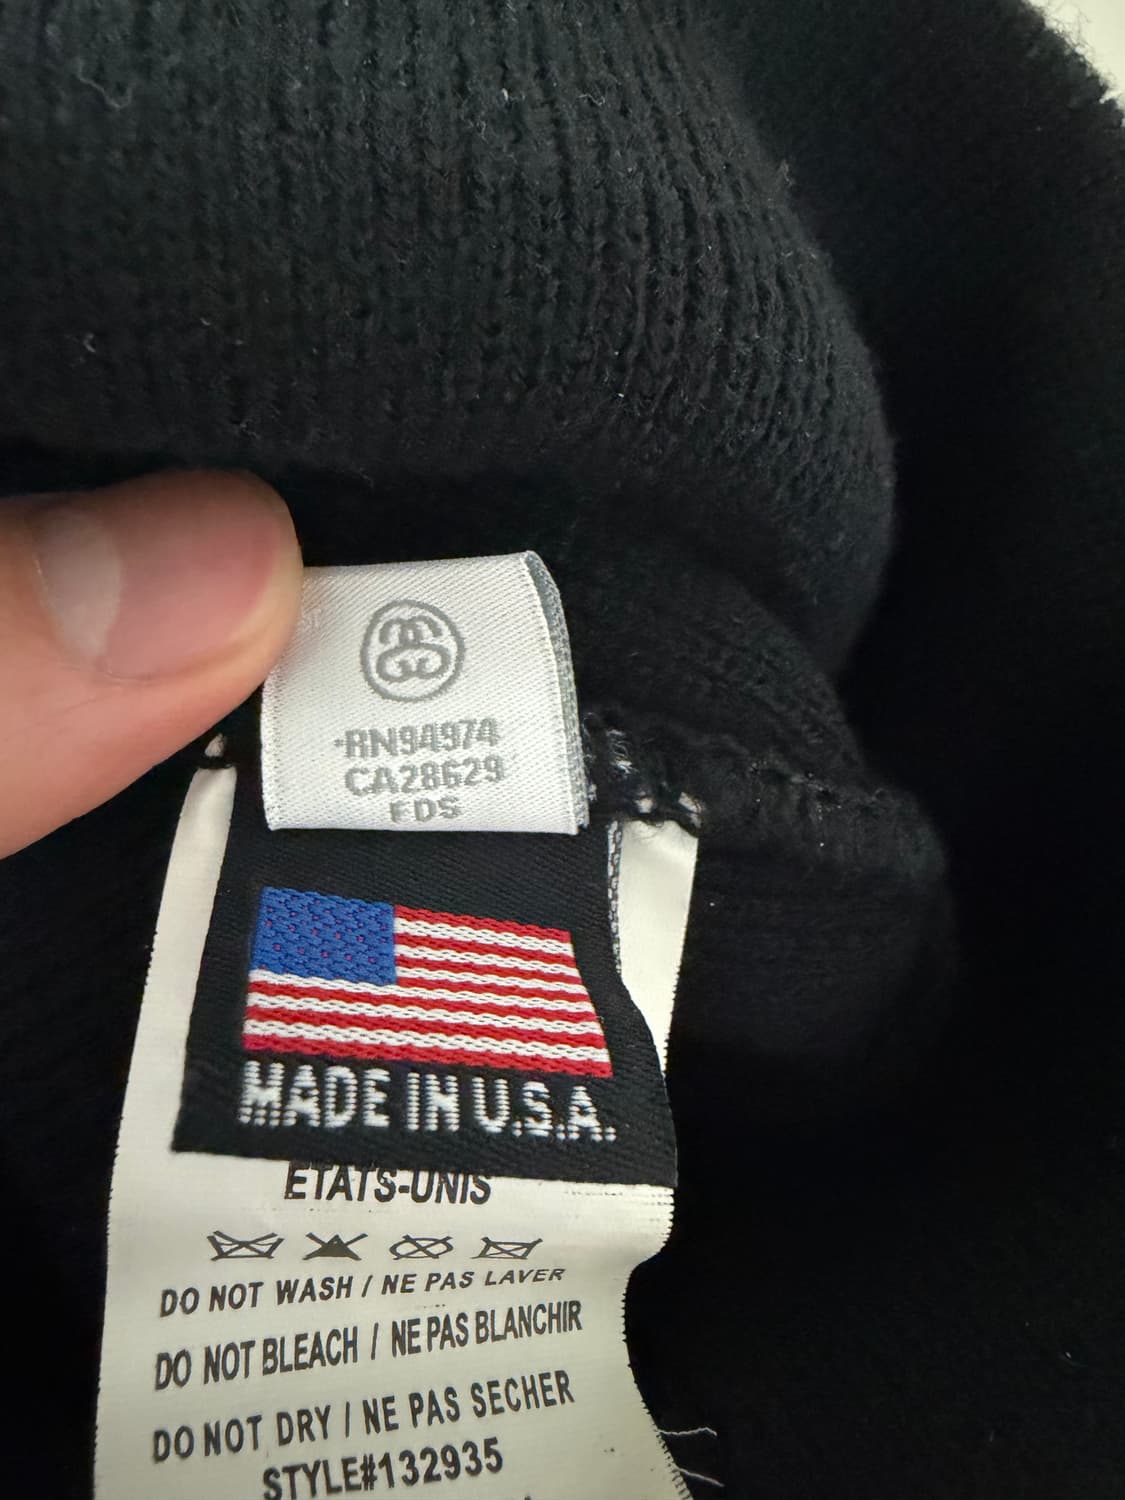 RN94974
CA28629
FDS
MADE IN U.S.A.
ETATS-UNIS
DO NOT WASH / NE PAS LAVER
DO NOT BLEACH / NE PAS BLANCHIR
DO NOT DRY / NE PAS SECHER
STYLE#132935